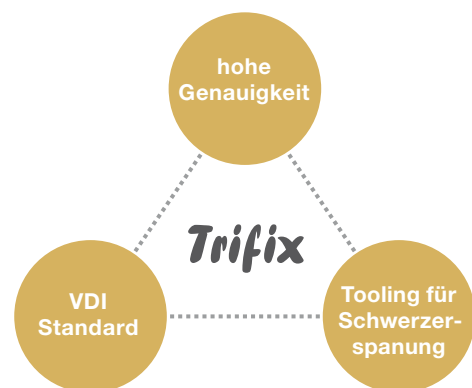 hohe
Genauigkeit
Trifix
VDI
Standard
Tooling für
Schwerzer-
spanung